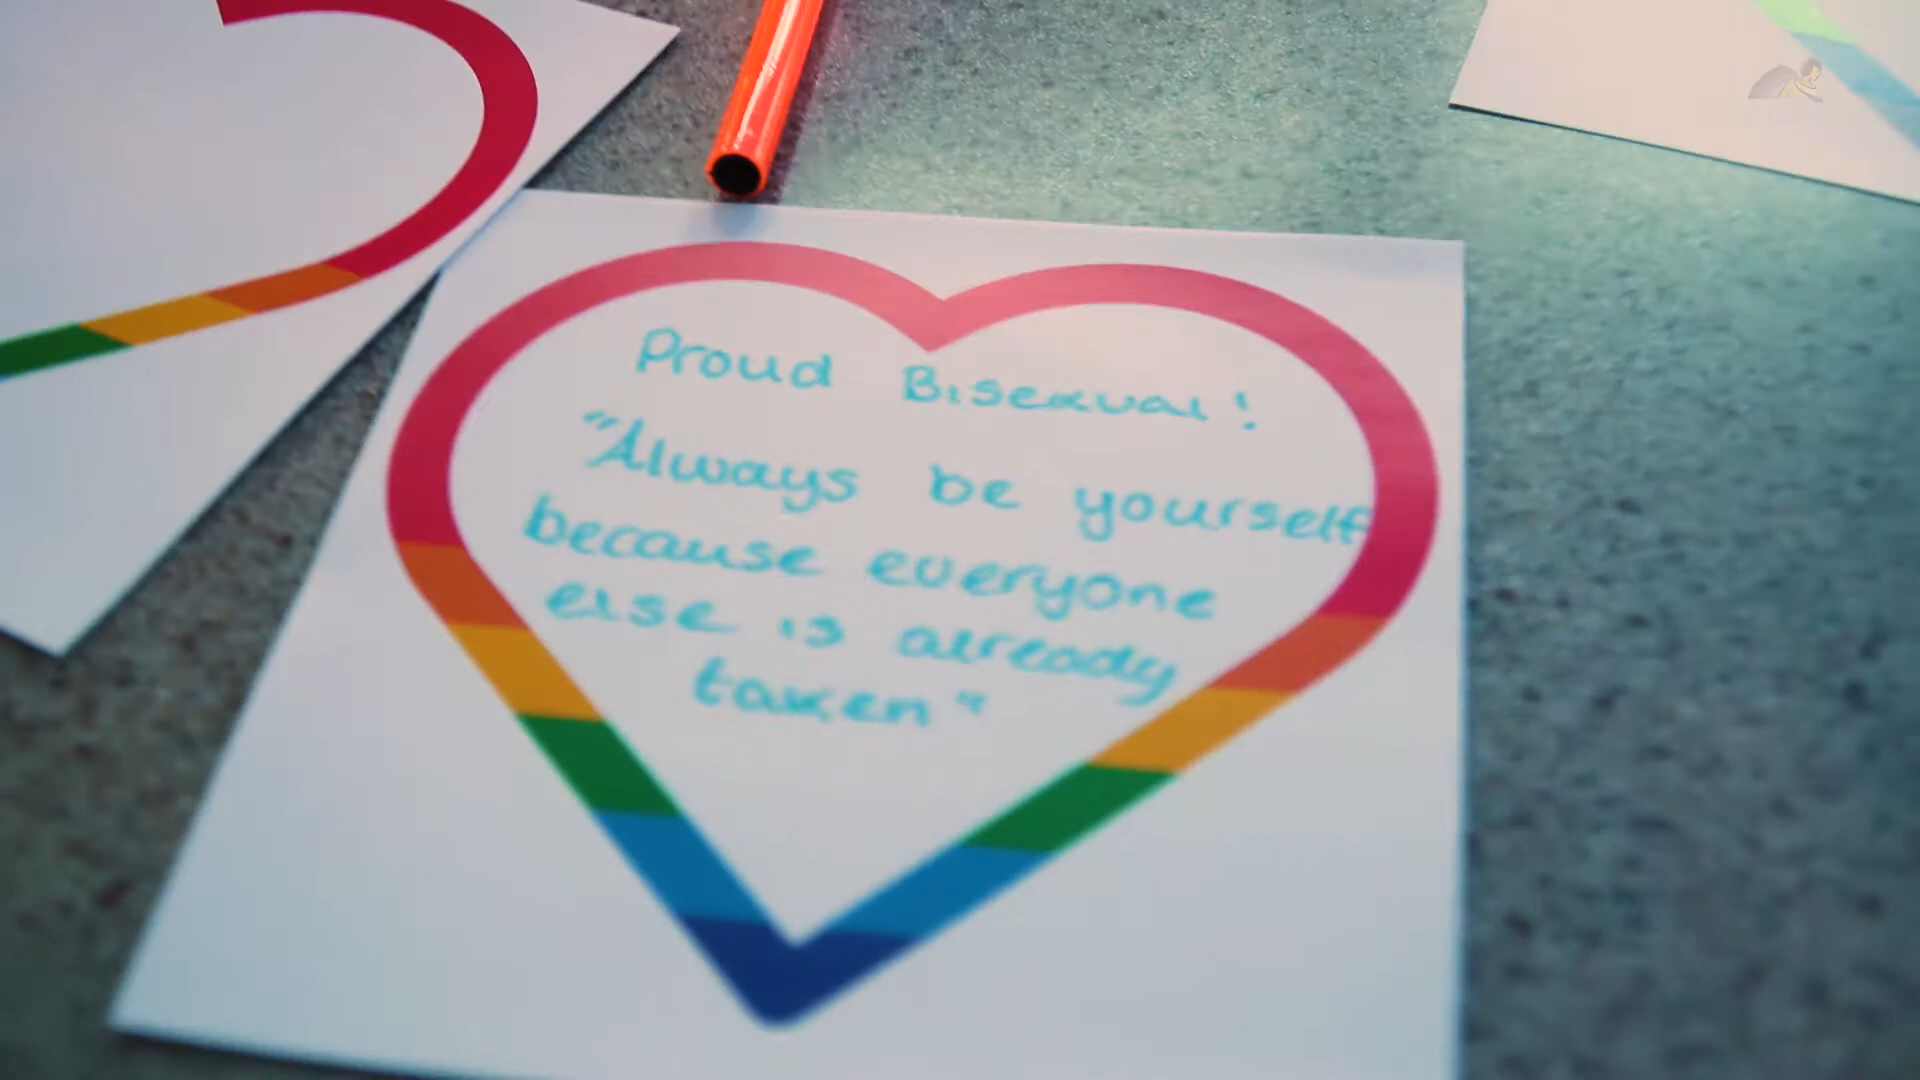 Proud Bisexual!
"Always be yourself
because everyone
else is already
taken"